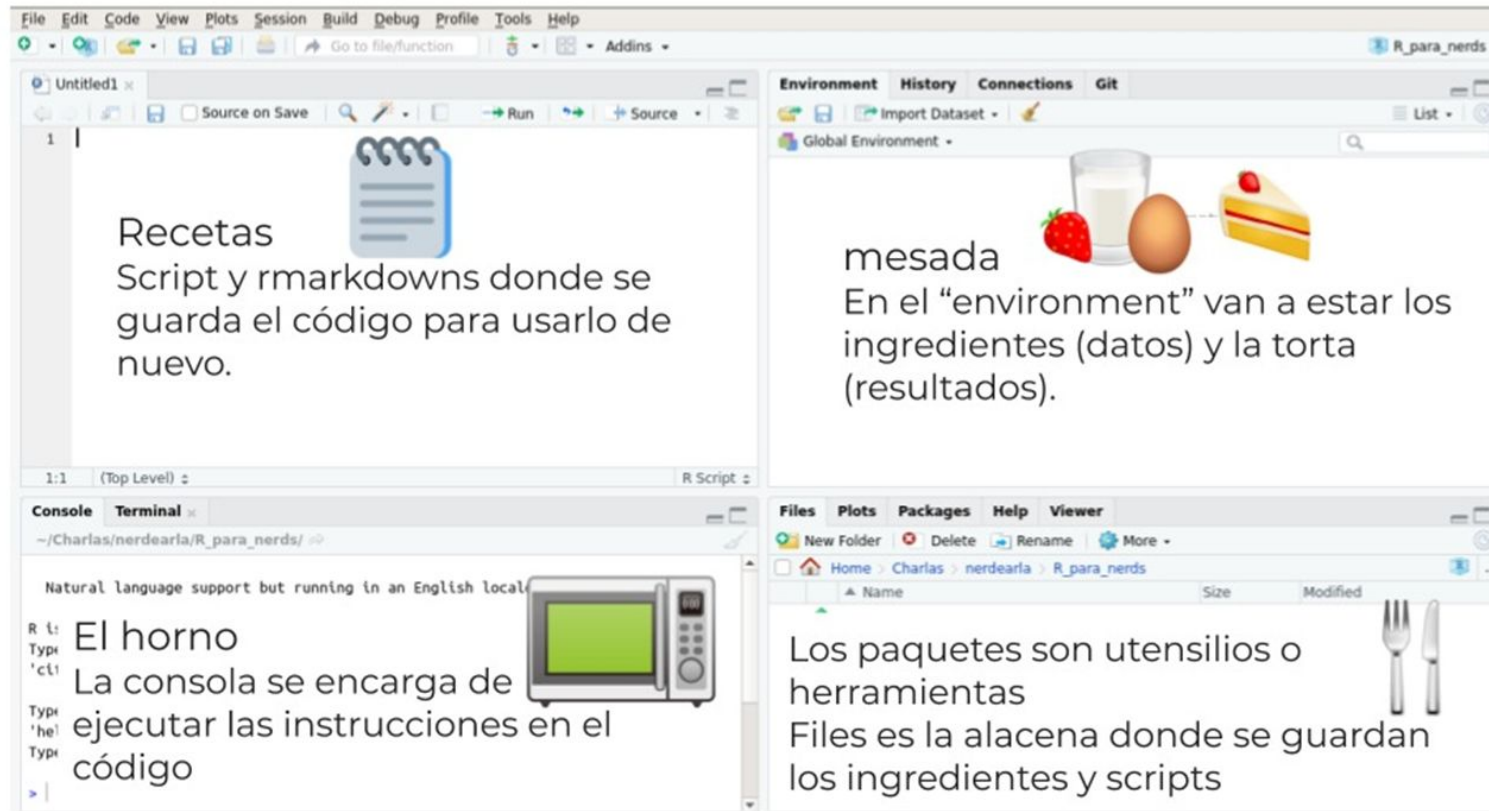 File Edit Code View Plots Session Build Debug Profile Tools Help
Go to file/function Addins R_para_nerds
Untitled1
Source on Save Run Source
1
Recetas
Script y rmarkdowns donde se
guarda el código para usarlo de
nuevo.
1:1 (Top Level) R Script
Environment History Connections Git
Import Dataset List
Global Environment
mesada
En el “environment” van a estar los
ingredientes (datos) y la torta
(resultados).
Console Terminal
~/Charlas/nerdearla/R_para_nerds/
Natural language support but running in an English
R
El horno
La consola se encarga de
ejecutar las instrucciones en el
código
>
Files Plots Packages Help Viewer
New Folder Delete Rename More
Home Charlas nerdearla R_para_nerds
Name Size Modified
Los paquetes son utensilios o
herramientas
Files es la alacena donde se guardan
los ingredientes y scripts